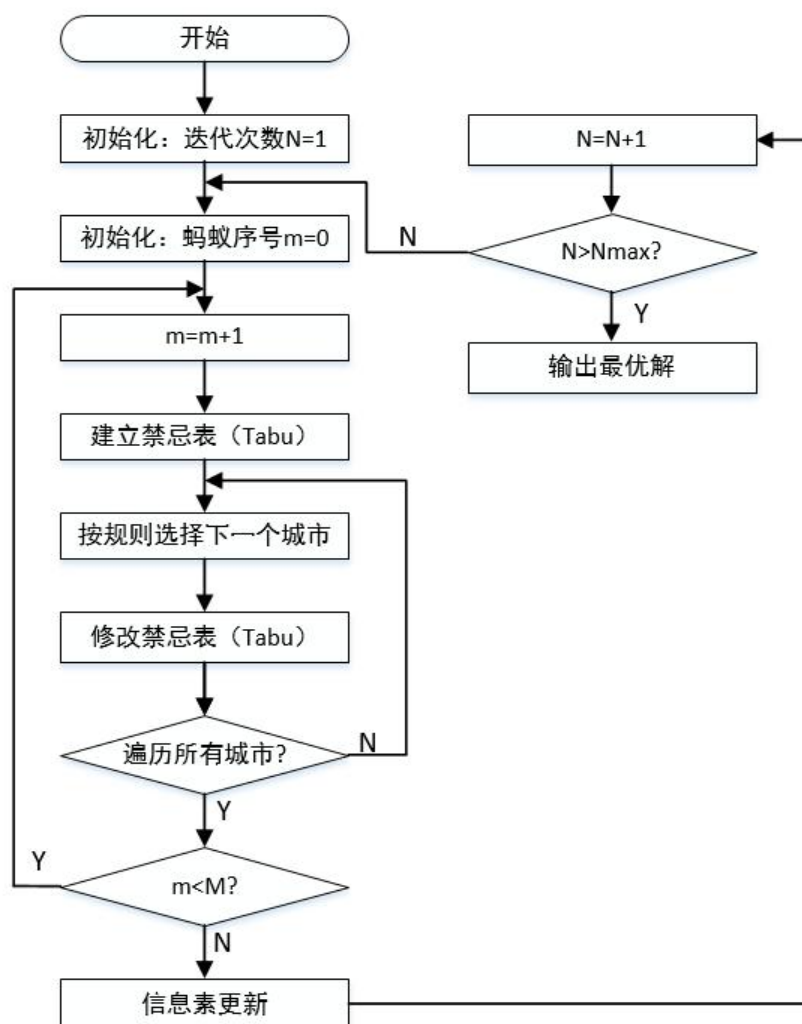 开始
初始化：迭代次数N=1
初始化：蚂蚁序号m=0
m=m+1
建立禁忌表（Tabu）
按规则选择下一个城市
修改禁忌表（Tabu）
遍历所有城市?
N
Y
m<M?
Y
N
信息素更新
N=N+1
N>Nmax?
N
Y
输出最优解